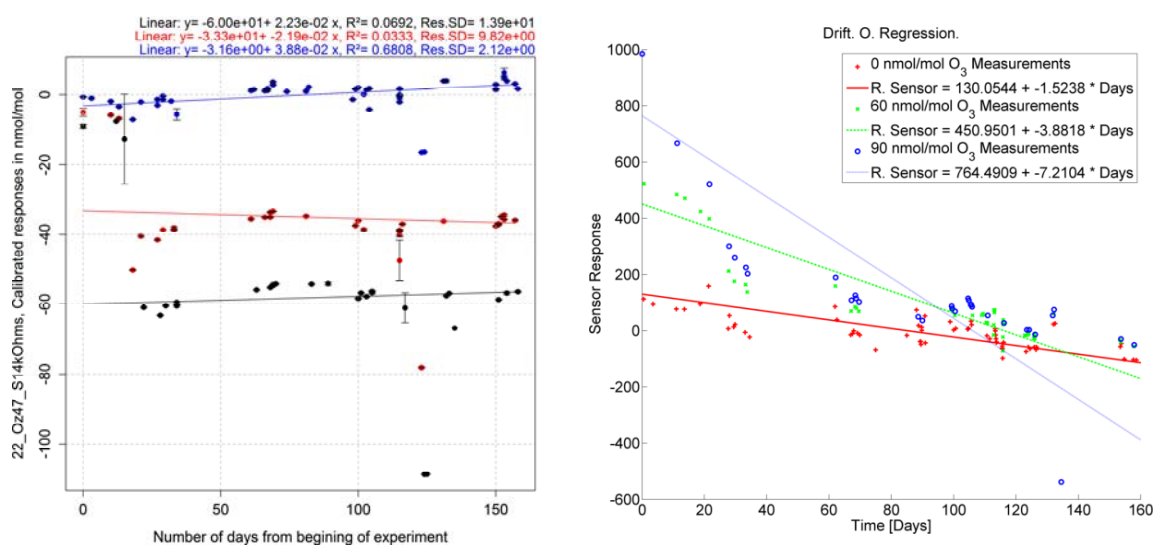 Linear: y= -6.00e+01+ 2.23e-02 x, R²= 0.0692, Res.SD= 1.39e+01
Linear: y= -3.33e+01+ -2.19e-02 x, R²= 0.0333, Res.SD= 9.82e+00
Linear: y= -3.16e+00+ 3.88e-02 x, R²= 0.6808, Res.SD= 2.12e+00
22_Oz47_S14kOhms, Calibrated responses in nmol/mol
0
-20
-40
-60
-80
-100
0 50 100 150
Number of days from begining of experiment
Drift. O. Regression.
0 nmol/mol O3 Measurements
R. Sensor = 130.0544 + -1.5238 * Days
60 nmol/mol O3 Measurements
R. Sensor = 450.9501 + -3.8818 * Days
90 nmol/mol O3 Measurements
R. Sensor = 764.4909 + -7.2104 * Days
Sensor Response
1000
800
600
400
200
0
-200
-400
-600
0 20 40 60 80 100 120 140 160
Time [Days]